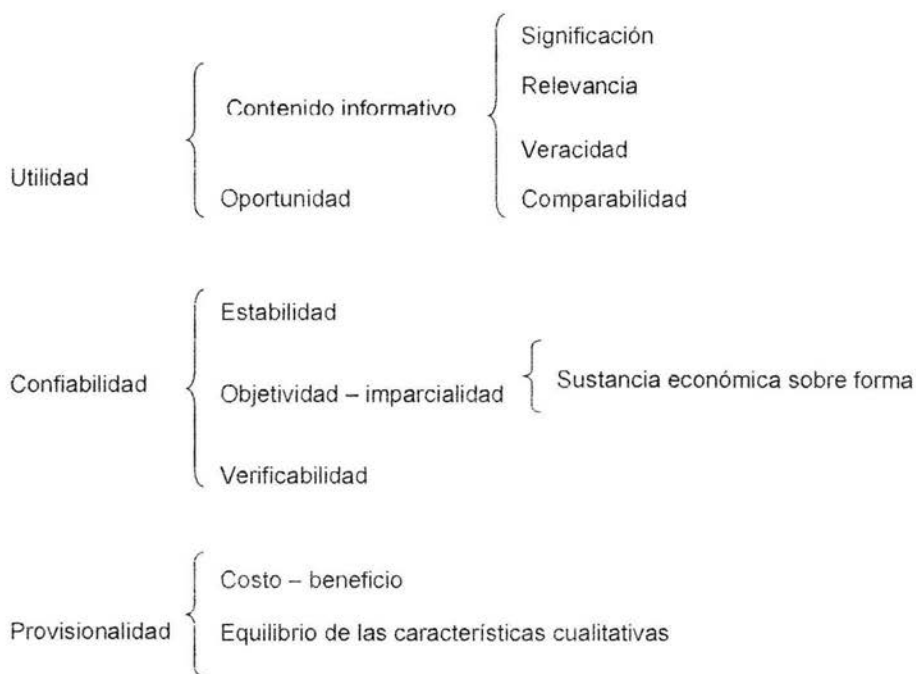 Utilidad
Contenido informativo
Significación
Relevancia
Veracidad
Comparabilidad
Oportunidad
Confiabilidad
Estabilidad
Objetividad – imparcialidad
Sustancia económica sobre forma
Verificabilidad
Provisionalidad
Costo – beneficio
Equilibrio de las características cualitativas